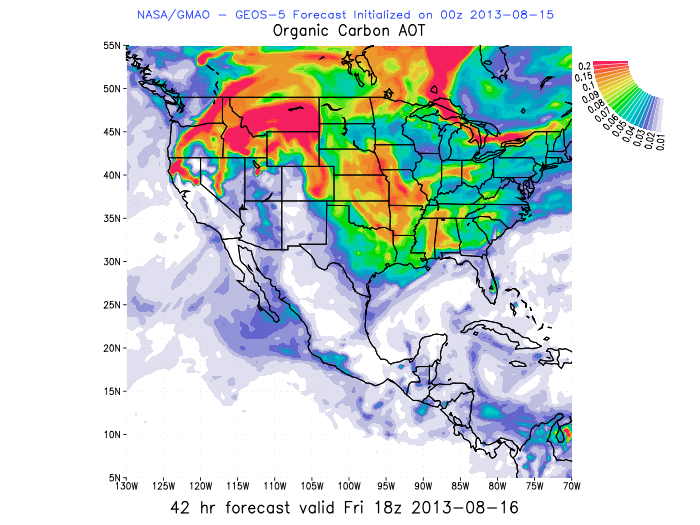 NASA/GMAO - GEOS-5 Forecast Initialized on 00z 2013-08-15
Organic Carbon AOT
55N
50N
45N
40N
35N
30N
25N
20N
15N
10N
5N
130W 125W 120W 115W 110W 105W 100W 95W 90W 85W 80W 75W 70W
0.2
0.15
0.1
0.09
0.08
0.07
0.06
0.05
0.04
0.03
0.02
0.01
42 hr forecast valid Fri 18z 2013-08-16